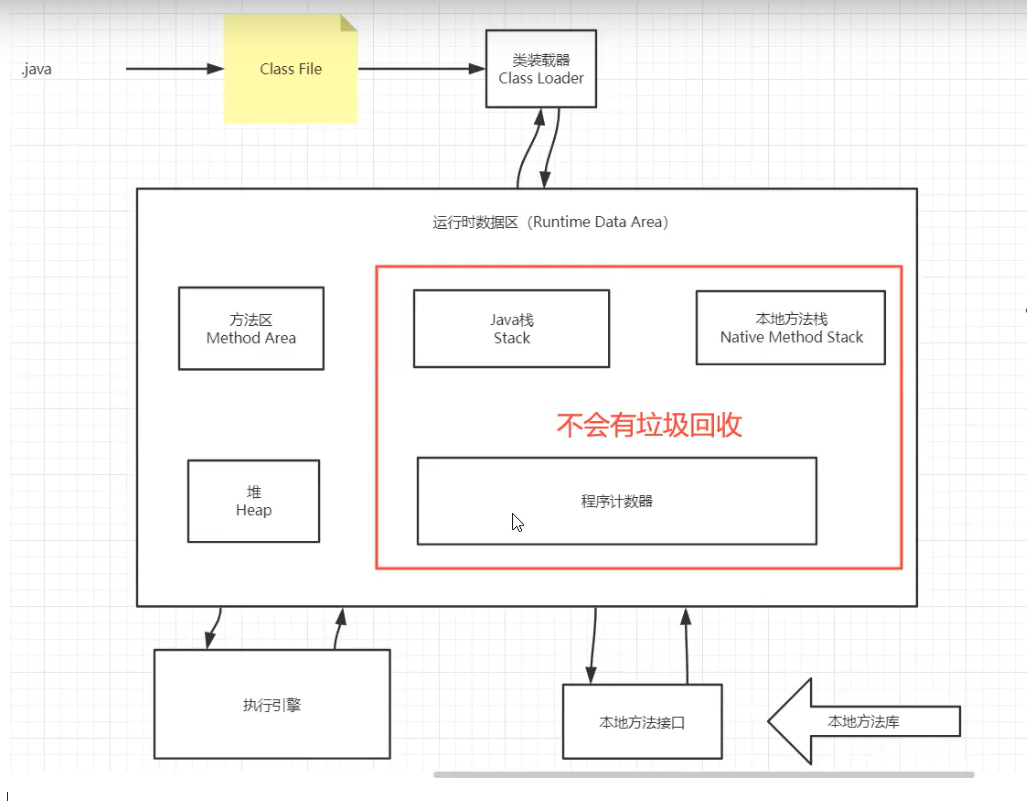 .java
Class File
类装载器
Class Loader
运行时数据区（Runtime Data Area）
方法区
Method Area
Java栈
Stack
本地方法栈
Native Method Stack
不会有垃圾回收
堆
Heap
程序计数器
执行引擎
本地方法接口
本地方法库